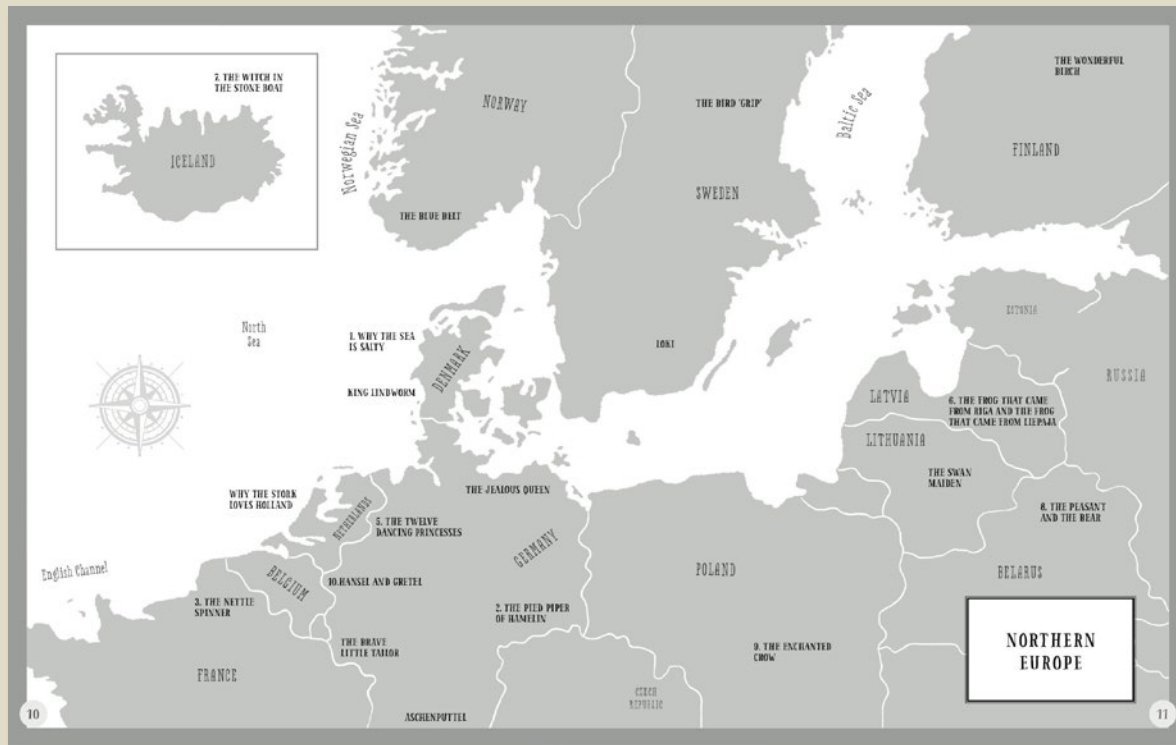 7. THE WITCH IN
THE STONE BOAT
ICELAND
Norwegian Sea
NORWAY
THE BLUE BELT
THE BIRD 'GRIP'
SWEDEN
Baltic Sea
THE WONDERFUL
BIRCH
FINLAND
North
Sea
1. WHY THE SEA
IS SALTY
DENMARK
KING LINDWORM
LOKI
ESTONIA
RUSSIA
LATVIA
6. THE FROG THAT CAME
FROM RIGA AND THE FROG
THAT CAME FROM LIEPAJA
LITHUANIA
THE SWAN
MAIDEN
8. THE PEASANT
AND THE BEAR
BELARUS
WHY THE STORK
LOVES HOLLAND
NETHERLANDS
THE JEALOUS QUEEN
5. THE TWELVE
DANCING PRINCESSES
GERMANY
POLAND
English Channel
BELGIUM
10. HANSEL AND GRETEL
3. THE NETTLE
SPINNER
2. THE PIED PIPER
OF HAMELIN
THE BRAVE
LITTLE TAILOR
9. THE ENCHANTED
CROW
FRANCE
CZECH
REPUBLIC
ASCHENPUTTEL
NORTHERN
EUROPE
10
11